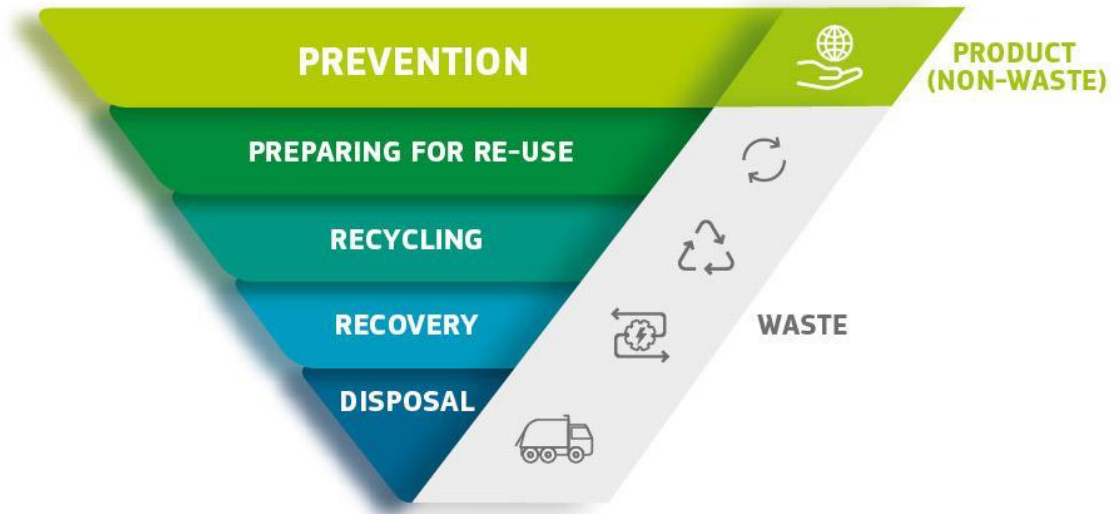 PREVENTION
PRODUCT
(NON-WASTE)
PREPARING FOR RE-USE
RECYCLING
RECOVERY
WASTE
DISPOSAL